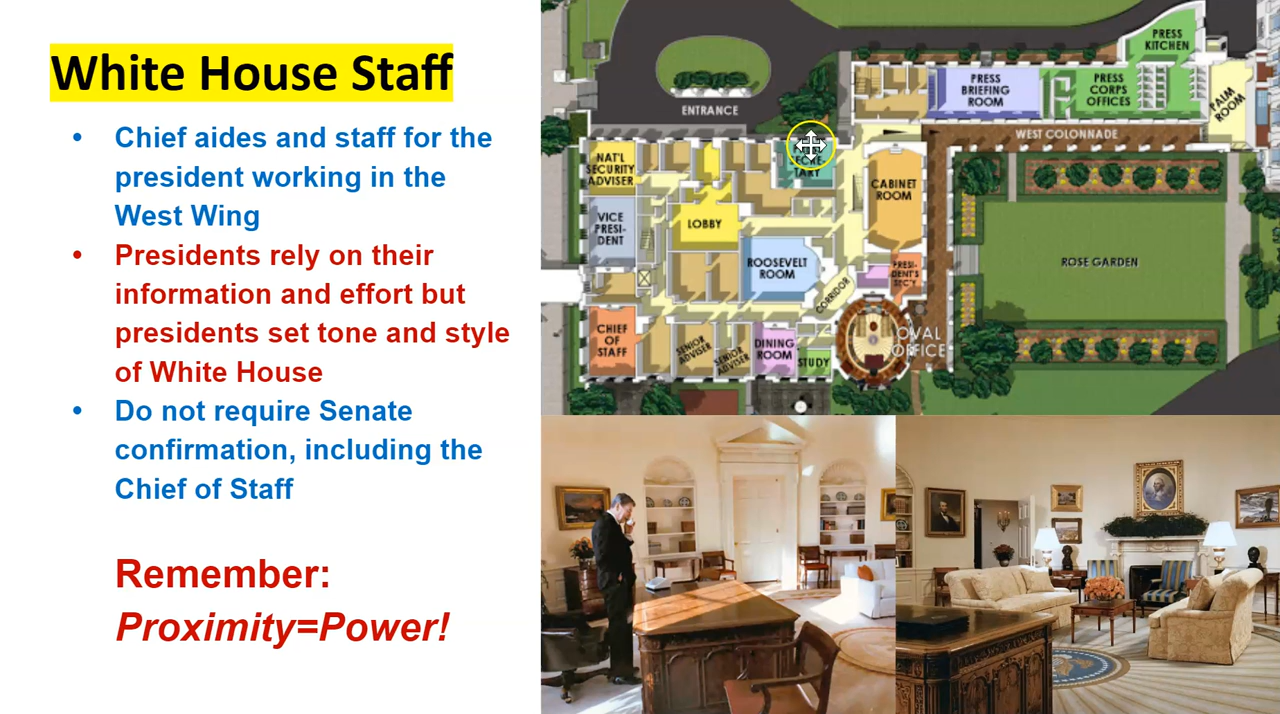 White House Staff
• Chief aides and staff for the
president working in the
West Wing
• Presidents rely on their
information and effort but
presidents set tone and style
of White House
• Do not require Senate
confirmation, including the
Chief of Staff
Remember:
Proximity=Power!
PRESS
KITCHEN
PRESS
BRIEFING
ROOM
PRESS
CORPS
OFFICES
PALM
ROOM
ENTRANCE
WEST COLONNADE
NAT'L
SECURITY
ADVISER
TARY
CABINET
ROOM
VICE
PRESI-
DENT
LOBBY
ROOSEVELT
ROOM
PRESI-
DENT'S
SEC'Y
ROSE GARDEN
CORRIDOR
CHIEF
OF
STAFF
SENIOR
ADVISER
SENIOR
ADVISER
DINING
ROOM
STUDY
OVAL
OFFICE